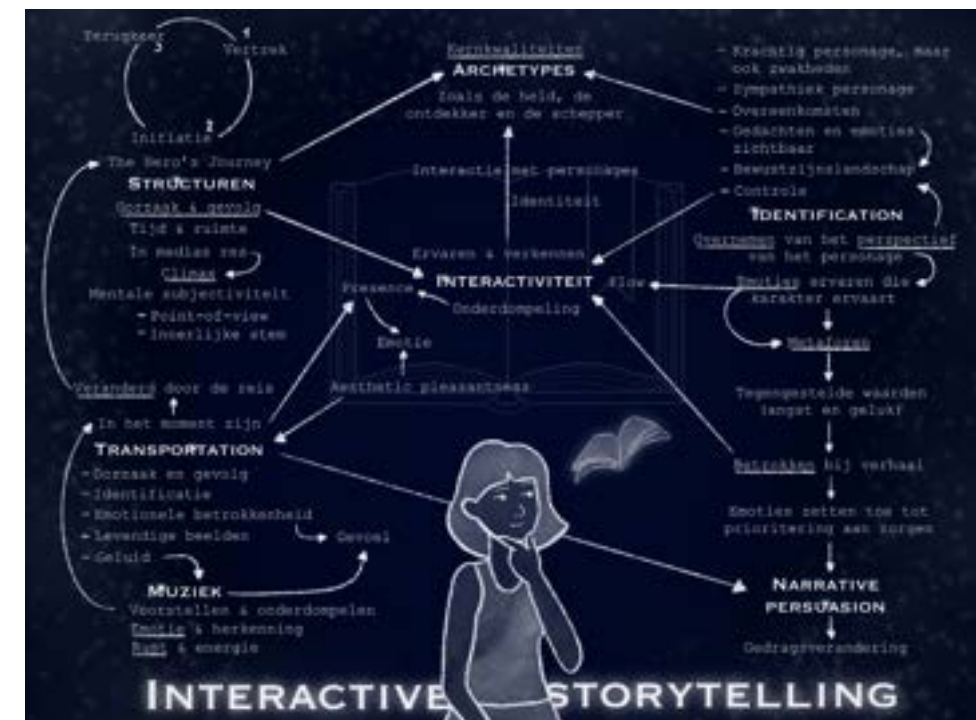 Terugkeer
3
1
Vertrek
2
Initiatie
The Hero's Journey
STRUCTUREN
Oorzaak & gevolg
Tijd & ruimte
In medias res
Climax
Mentale subjectiviteit
- Point-of-view
- Innerlijke stem
Veranderd door de reis
In het moment zijn
TRANSPORTATION
- Oorzaak en gevolg
- Identificatie
- Emotionele betrokkenheid
- Levendige beelden
- Geluid
Gevoel
MUZIEK
Voorstellen & onderdompelen
Emotie & herkenning
& energie
Kernkwaliteiten
ARCHETYPES
Zoals de held, de
ontdekker en de schepper
Interactie met personages
Identiteit
Ervaren & verkennen
INTERACTIVITEIT
Flow
Presence
Onderdompeling
Emotie
Aesthetic pleasantness
- Krachtig personage, maar
ook zwakheden
- Sympathiek personage
- Overeenkomsten
- Gedachten en emoties
zichtbaar
- Bewustzijnslandschap
- Controle
IDENTIFICATION
Overnemen van het perspectief
van het personage
Emoties ervaren die
karakter ervaart
Metaforen
Tegengestelde waarden
angst en geluk
Betrokken bij verhaal
Emoties zetten toe tot
prioritering aan zorgen
NARRATIVE
PERSUASION
Gedragsverandering
INTERACTIVE STORYTELLING